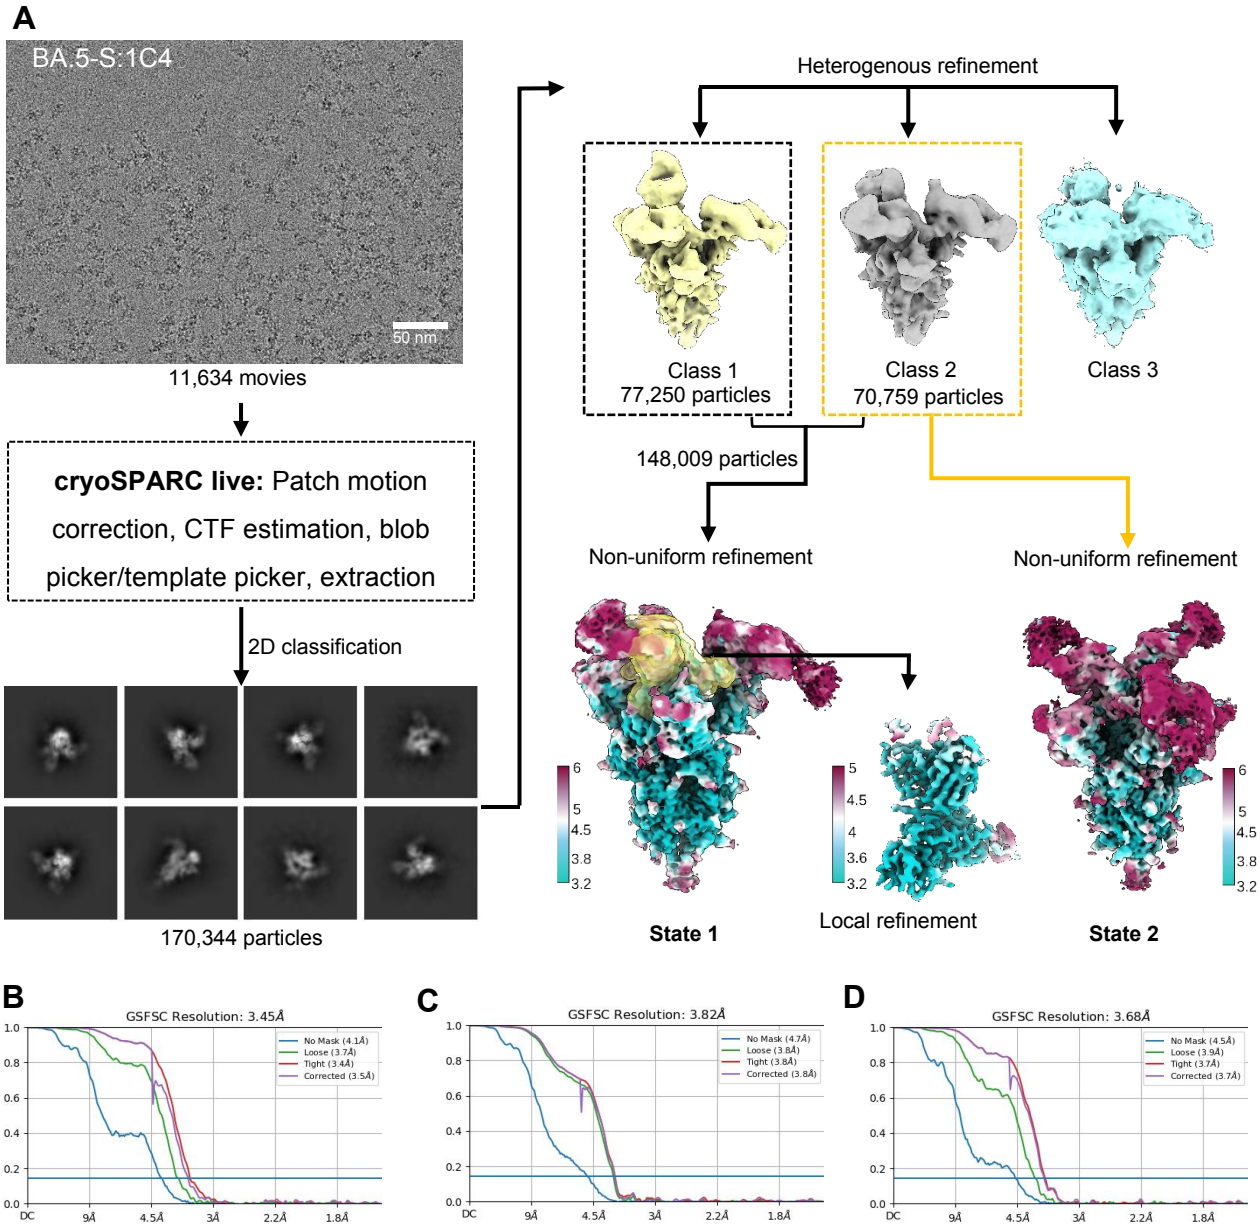 A
BA.5-S:1C4
50 nm
11,634 movies
cryoSPARC live: Patch motion
correction, CTF estimation, blob
picker/template picker, extraction
2D classification
170,344 particles
Heterogenous refinement
Class 1
77,250 particles
Class 2
70,759 particles
Class 3
148,009 particles
Non-uniform refinement
Non-uniform refinement
6
5
4.5
3.8
3.2
State 1
5
4.5
4
3.6
3.2
Local refinement
6
5
4.5
3.8
3.2
State 2
B
GSFSC Resolution: 3.45Å
No Mask (4.1Å)
Loose (3.7Å)
Tight (3.4Å)
Corrected (3.5Å)
1.0
0.8
0.6
0.4
0.2
0.0
DC 9Å 4.5Å 3Å 2.2Å 1.8Å
C
GSFSC Resolution: 3.82Å
No Mask (4.7Å)
Loose (3.8Å)
Tight (3.8Å)
Corrected (3.8Å)
1.0
0.8
0.6
0.4
0.2
0.0
DC 9Å 4.5Å 3Å 2.2Å 1.8Å
D
GSFSC Resolution: 3.68Å
No Mask (4.5Å)
Loose (3.9Å)
Tight (3.7Å)
Corrected (3.7Å)
1.0
0.8
0.6
0.4
0.2
0.0
DC 9Å 4.5Å 3Å 2.2Å 1.8Å